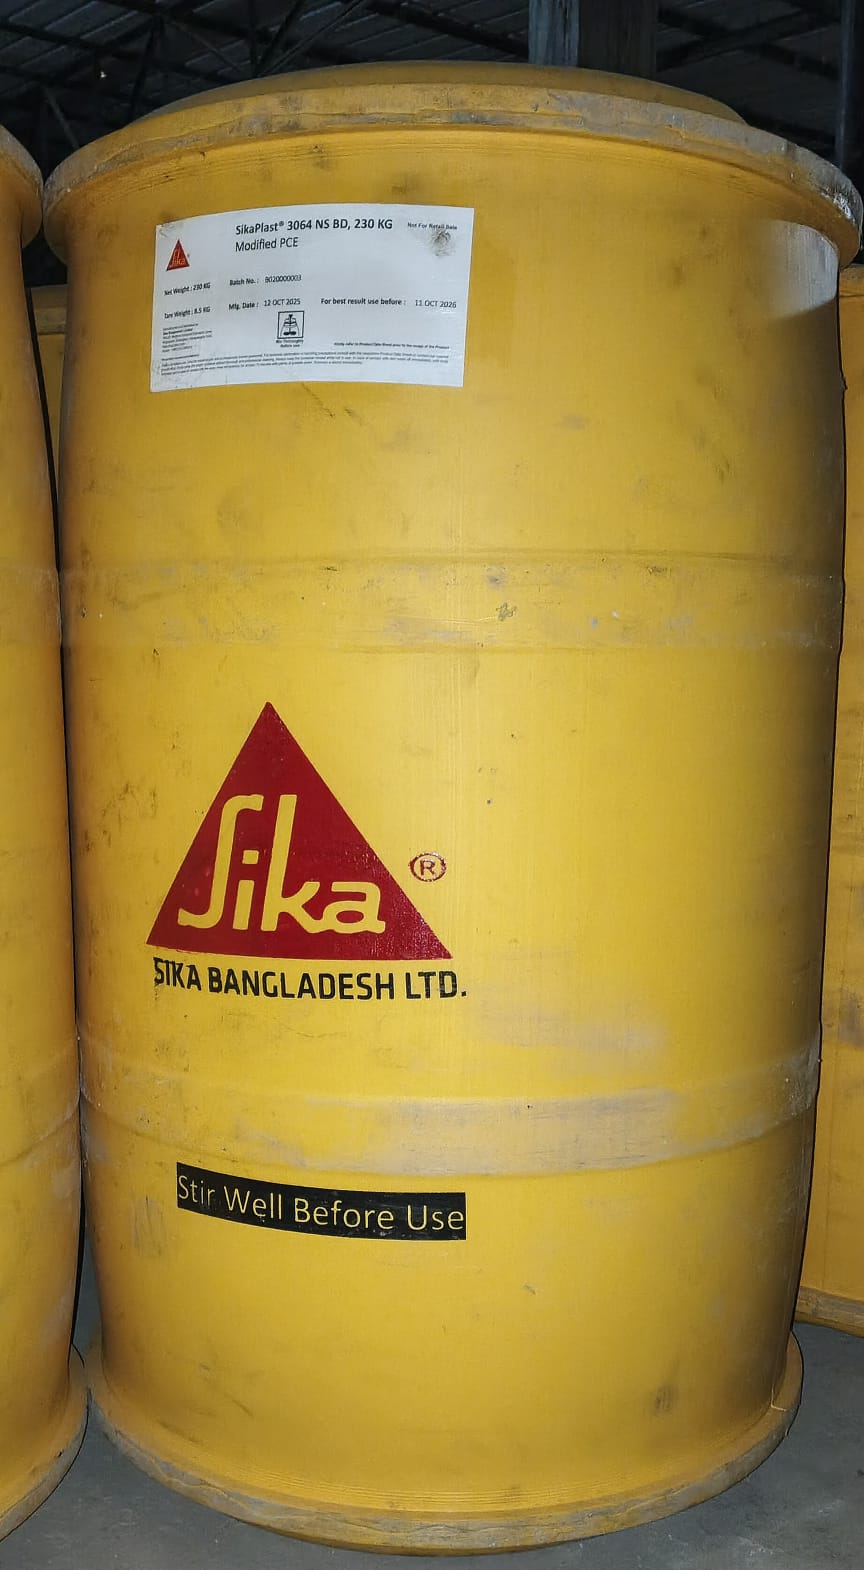 SikaPlast® 3064 NS BD, 230 KG
Not For Retail Sale
Modified PCE
Sika®
Net Weight : 230 KG
Batch No. : B020000003
Tare Weight : 8.5 KG
Mfg. Date : 12 OCT 2025
For best result use before : 11 OCT 2026
Mix Thoroughly
Before use
Sika ®
SIKA BANGLADESH LTD.
Stir Well Before Use